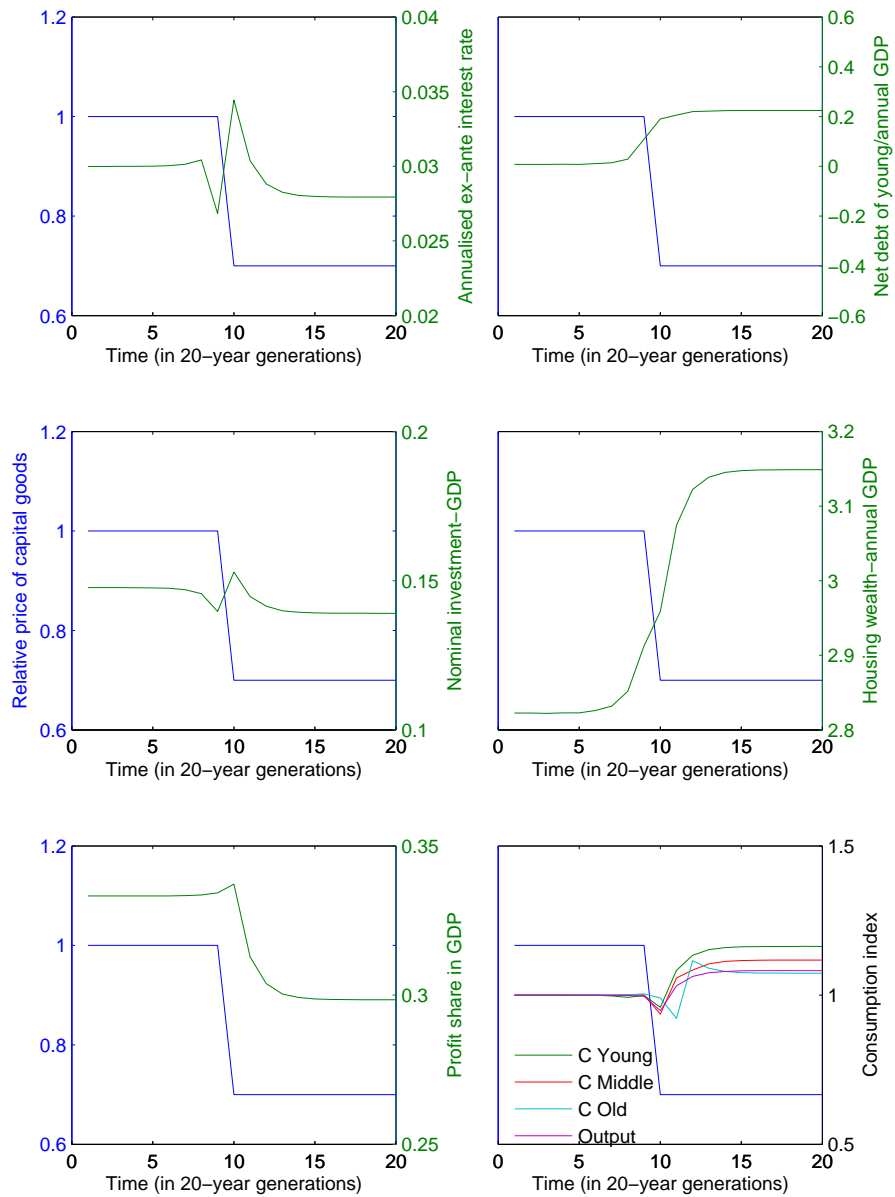 1.2
1
0.8
0.6
0.04
0.035
0.03
0.025
0.02
Annualised ex−ante interest rate
0 5 10 15 20
Time (in 20−year generations)
0.6
0.4
0.2
0
−0.2
−0.4
−0.6
Net debt of young/annual GDP
0 5 10 15 20
Time (in 20−year generations)
Relative price of capital goods
1.2
1
0.8
0.6
0.2
0.15
0.1
Nominal investment−GDP
0 5 10 15 20
Time (in 20−year generations)
3.2
3.1
3
2.9
2.8
Housing wealth−annual GDP
0 5 10 15 20
Time (in 20−year generations)
1.2
1
0.8
0.6
0.35
0.3
0.25
Profit share in GDP
0 5 10 15 20
Time (in 20−year generations)
1.5
1
0.5
Consumption index
C Young
C Middle
C Old
Output
0 5 10 15 20
Time (in 20−year generations)